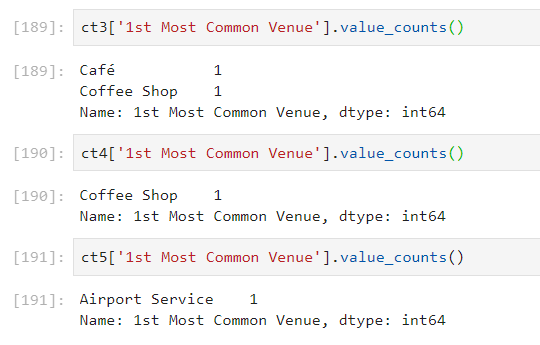 [189]: ct3['1st Most Common Venue'].value_counts()
[189]: Café 1
Coffee Shop 1
Name: 1st Most Common Venue, dtype: int64
[190]: ct4['1st Most Common Venue'].value_counts()
[190]: Coffee Shop 1
Name: 1st Most Common Venue, dtype: int64
[191]: ct5['1st Most Common Venue'].value_counts()
[191]: Airport Service 1
Name: 1st Most Common Venue, dtype: int64